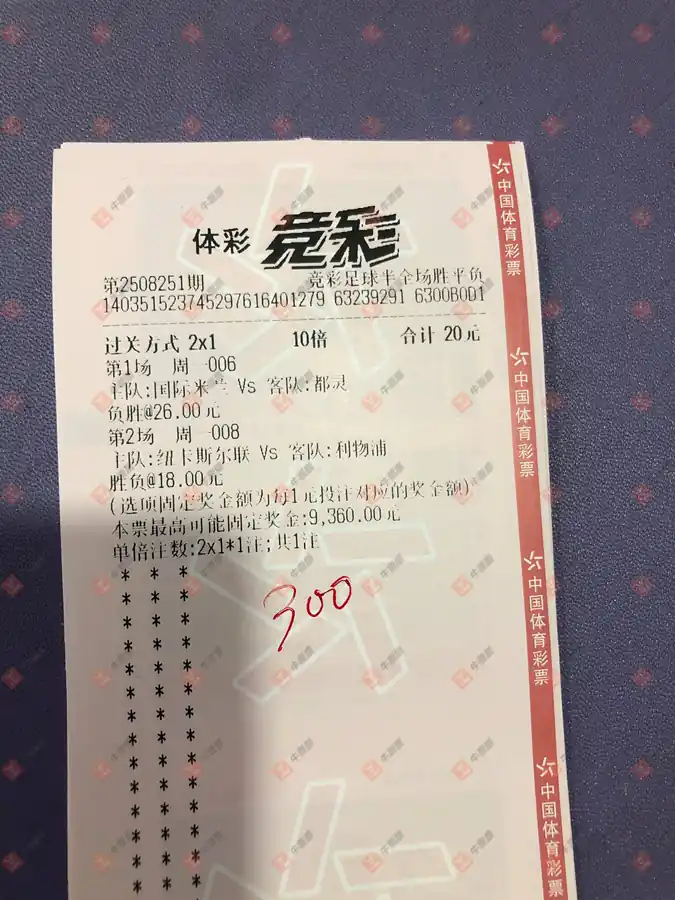 体彩 竞彩
第2508251期 竞彩足球半全场胜平负
140351523745297616401279 63239291 6300B0D1
过关方式 2x1 10倍 合计 20元
第1场 周一006
主队:国际米兰 Vs 客队:都灵
负胜@26.00元
第2场 周一008
主队:纽卡斯尔联 Vs 客队:利物浦
胜负@18.00元
(选项固定奖金额为每1元投注对应的奖金额)
本票最高可能固定奖金:9,360.00元
单倍注数:2x1*1注;共1注
300
中国体育彩票
中国体育彩票
中国体育彩票
中国体育彩票